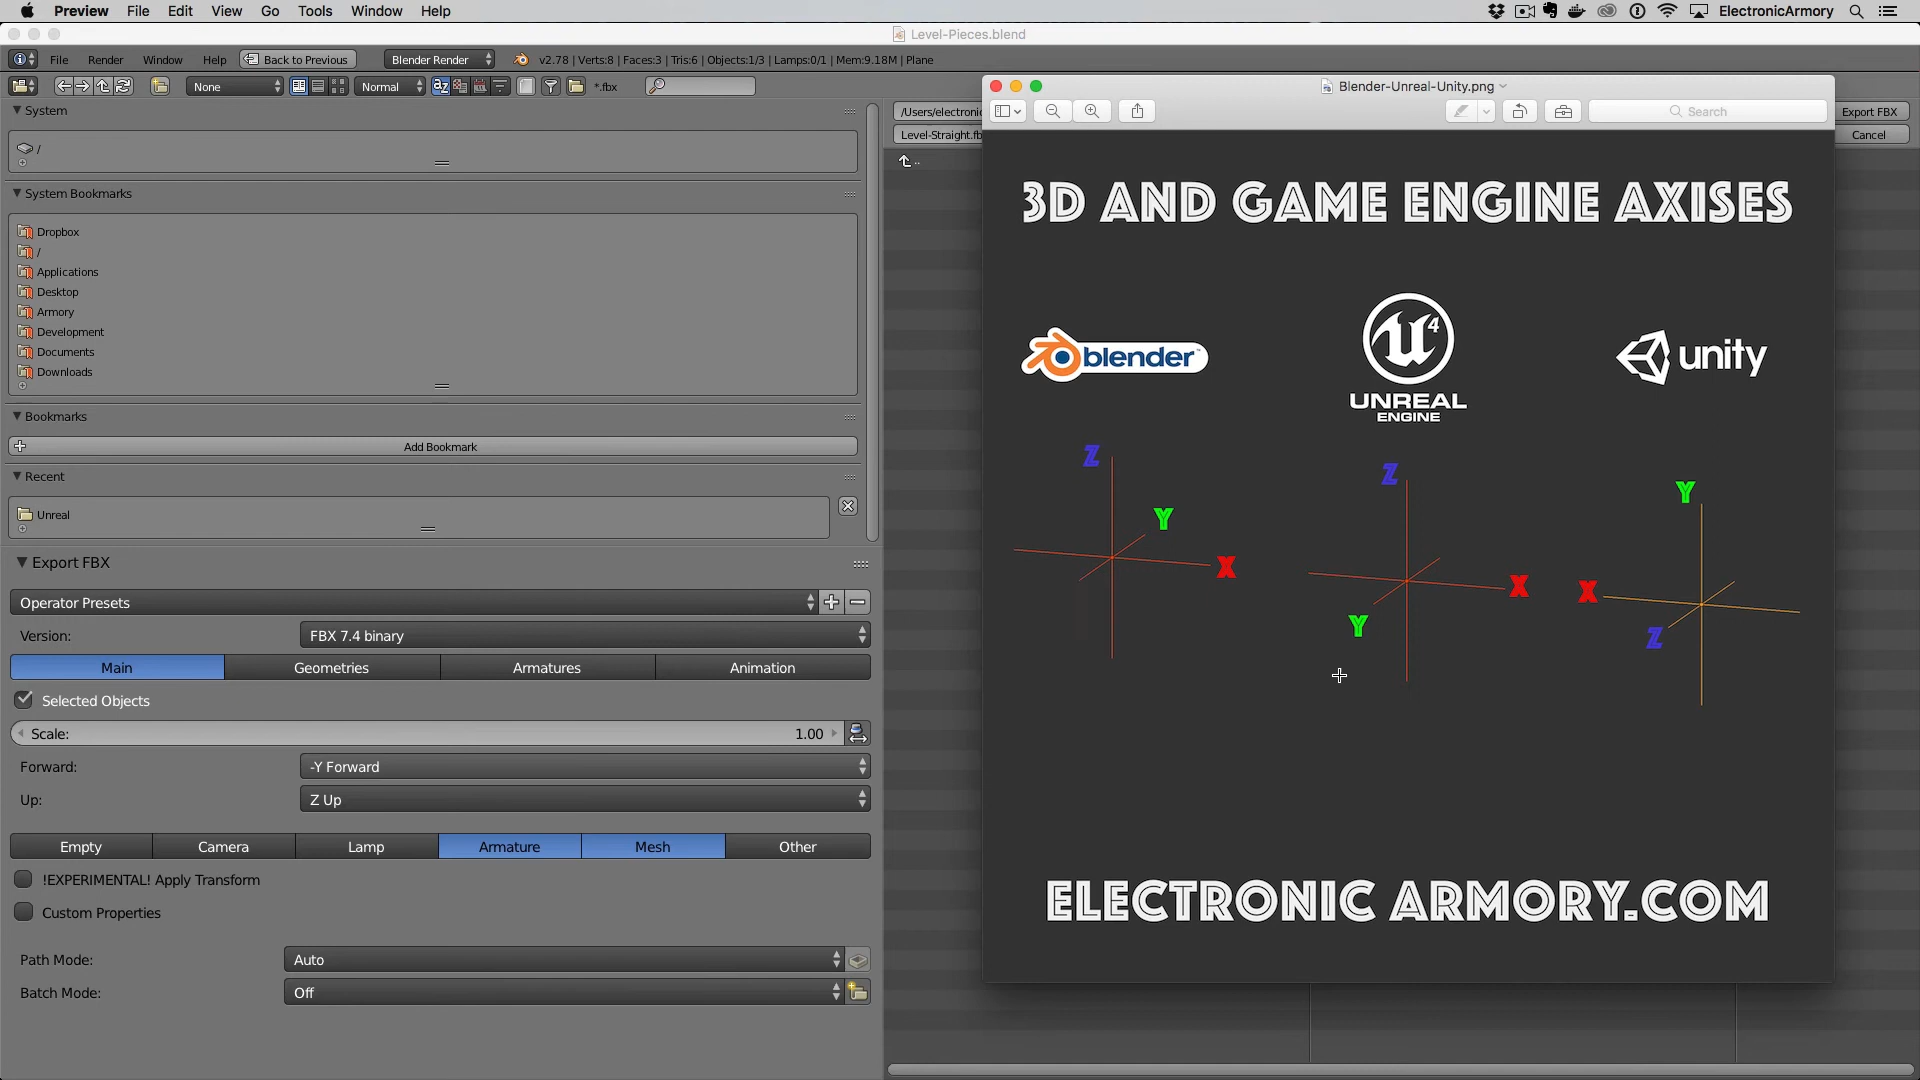 Preview File Edit View Go Tools Window Help
ElectronicArmory
Level-Pieces.blend
File Render Window Help Back to Previous Blender Render v2.78 | Verts:8 | Faces:3 | Tris:6 | Objects:1/3 | Lamps:0/1 | Mem:9.18M | Plane
None Normal *.fbx
System
/
System Bookmarks
Dropbox
/
Applications
Desktop
Armory
Development
Documents
Downloads
Bookmarks
Add Bookmark
Recent
Unreal
Export FBX
Operator Presets
Version: FBX 7.4 binary
Main Geometries Armatures Animation
Selected Objects
Scale: 1.00
Forward: -Y Forward
Up: Z Up
Empty Camera Lamp Armature Mesh Other
!EXPERIMENTAL! Apply Transform
Custom Properties
Path Mode: Auto
Batch Mode: Off
/Users/electronic
Level-Straight.fb
..
Export FBX
Cancel
Blender-Unreal-Unity.png
Search
3D AND GAME ENGINE AXISES
blender
U4
UNREAL
ENGINE
unity
Z
Y
X
Z
X
Y
Y
X
Z
ELECTRONIC ARMORY.COM